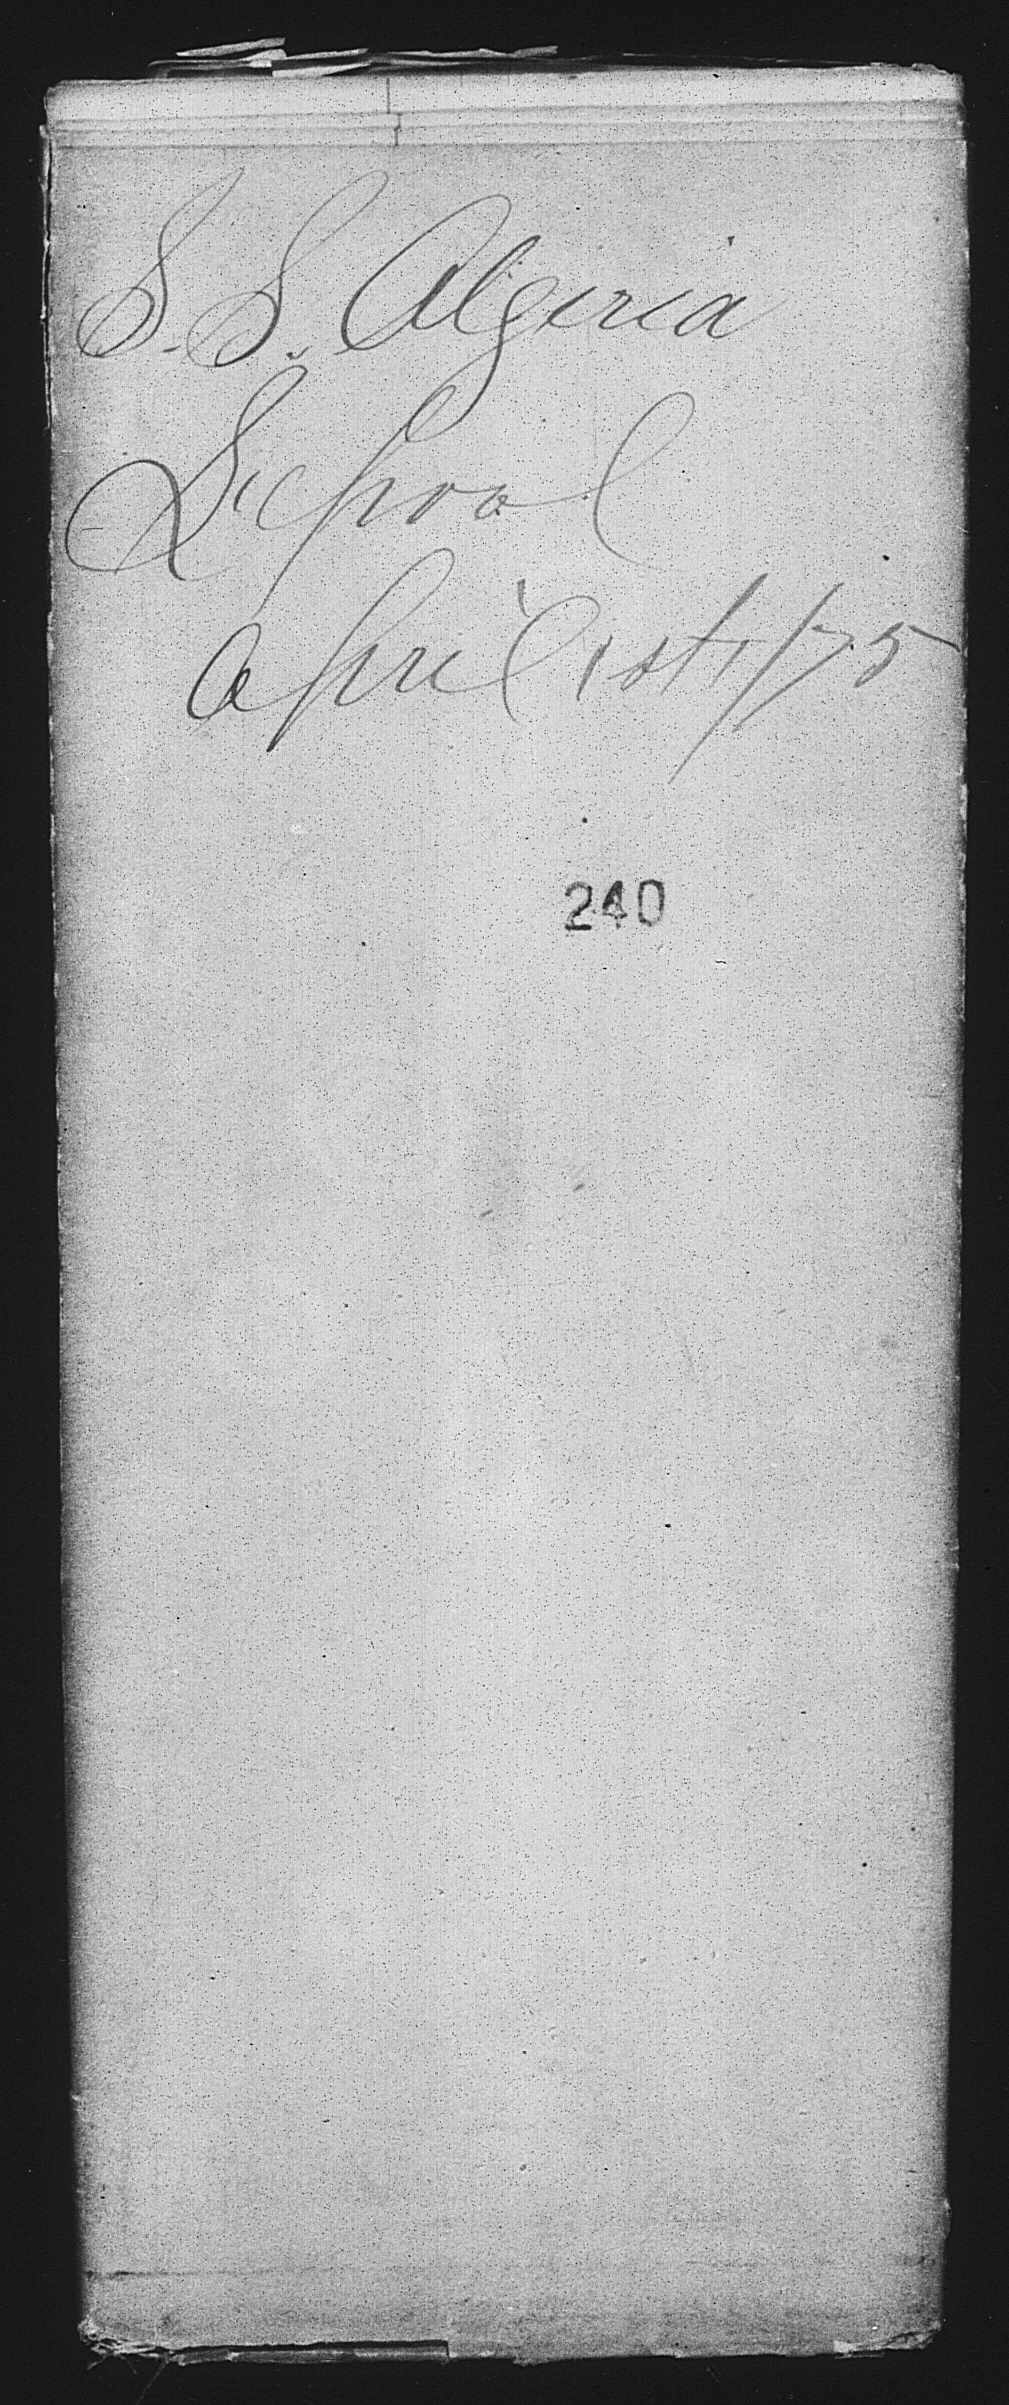 S. S. Algeria
L'pool
April 1st/75
240